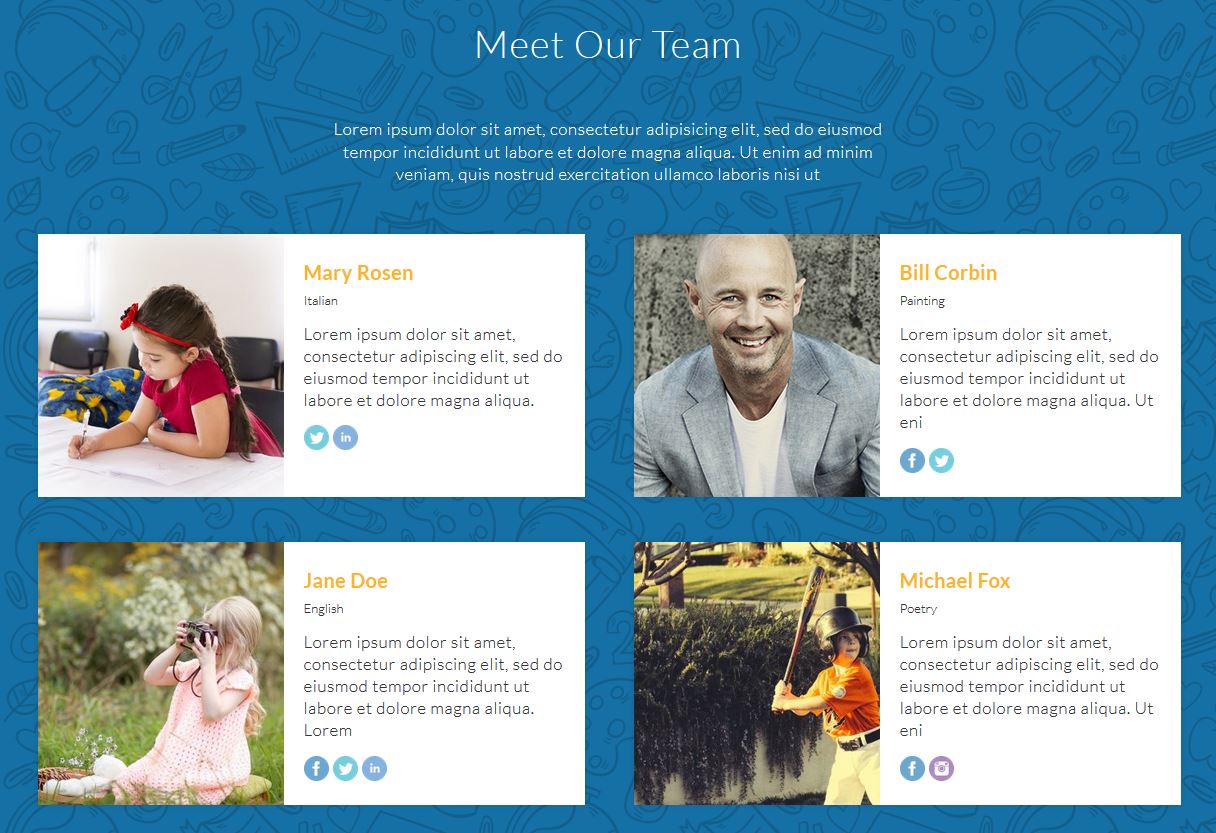 Meet Our Team
Lorem ipsum dolor sit amet, consectetur adipisicing elit, sed do eiusmod
tempor incididunt ut labore et dolore magna aliqua. Ut enim ad minim
veniam, quis nostrud exercitation ullamco laboris nisi ut
Mary Rosen
Italian
Lorem ipsum dolor sit amet,
consectetur adipiscing elit, sed do
eiusmod tempor incididunt ut
labore et dolore magna aliqua.
Bill Corbin
Painting
Lorem ipsum dolor sit amet,
consectetur adipiscing elit, sed do
eiusmod tempor incididunt ut
labore et dolore magna aliqua. Ut
eni
Jane Doe
English
Lorem ipsum dolor sit amet,
consectetur adipiscing elit, sed do
eiusmod tempor incididunt ut
labore et dolore magna aliqua.
Lorem
Michael Fox
Poetry
Lorem ipsum dolor sit amet,
consectetur adipiscing elit, sed do
eiusmod tempor incididunt ut
labore et dolore magna aliqua. Ut
eni